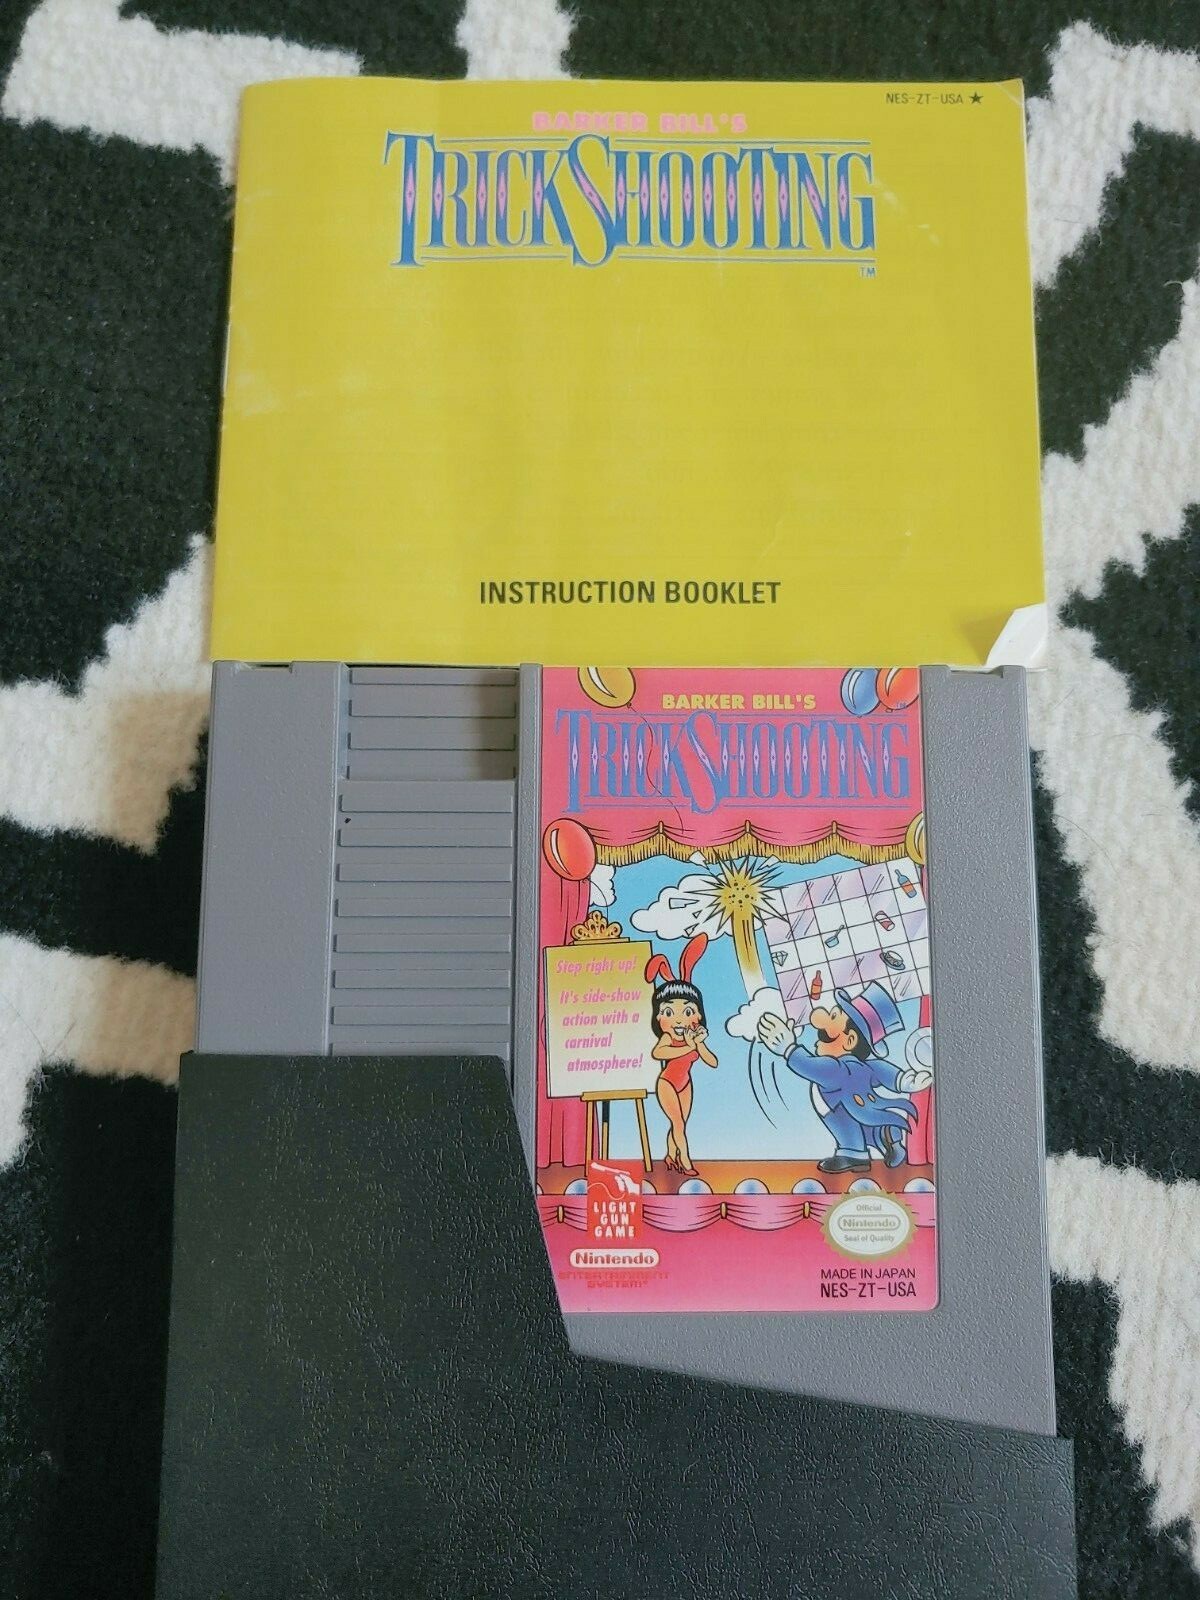 NES-ZT-USA ★
BARKER BILL'S
TRICKSHOOTING
TM
INSTRUCTION BOOKLET
BARKER BILL'S
TRICKSHOOTING
TM
Step right up!
It's side-show
action with a
carnival
atmosphere!
LIGHT
GUN
GAME
Nintendo
ENTERTAINMENT
SYSTEM®
Official
Nintendo
Seal of Quality
MADE IN JAPAN
NES-ZT-USA